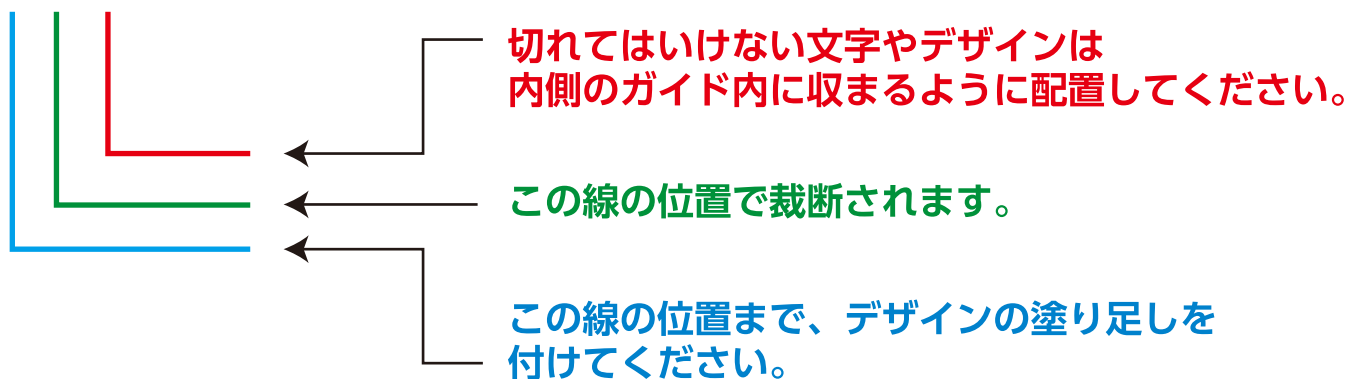 切れてはいけない文字やデザインは
内側のガイド内に収まるように配置してください。
この線の位置で裁断されます。
この線の位置まで、デザインの塗り足しを
付けてください。